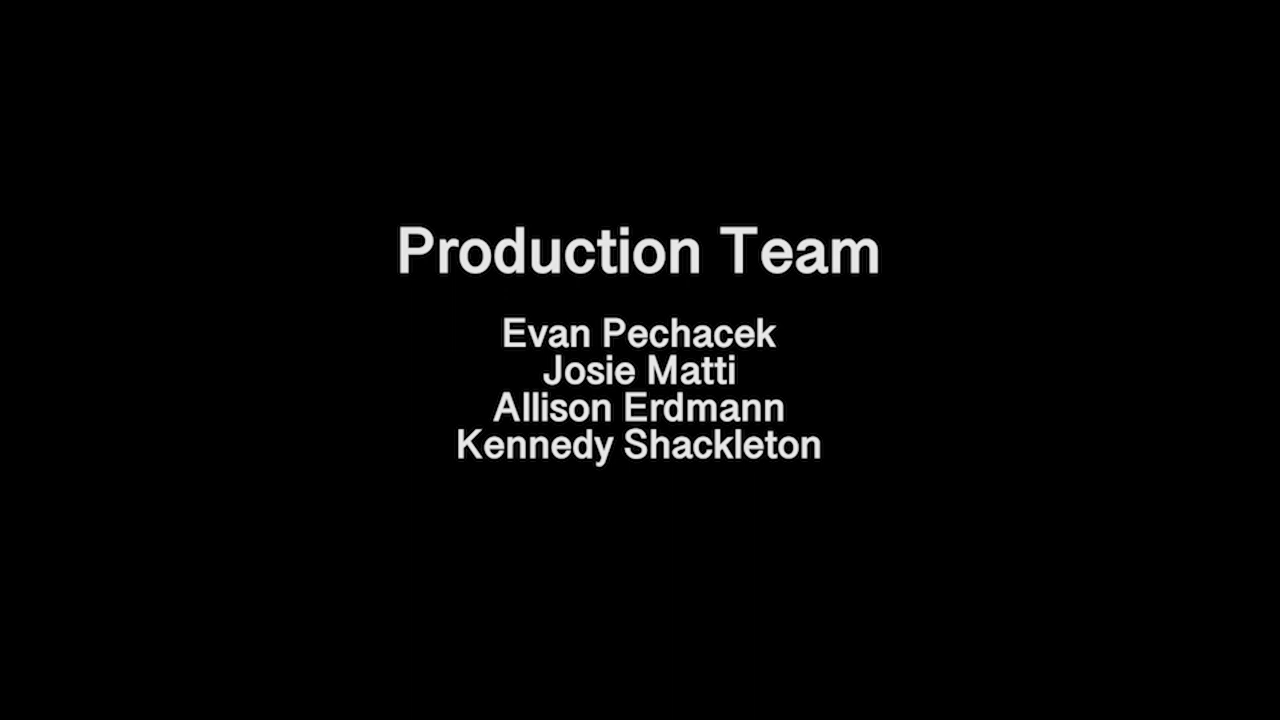 Production Team
Evan Pechacek
Josie Matti
Allison Erdmann
Kennedy Shackleton